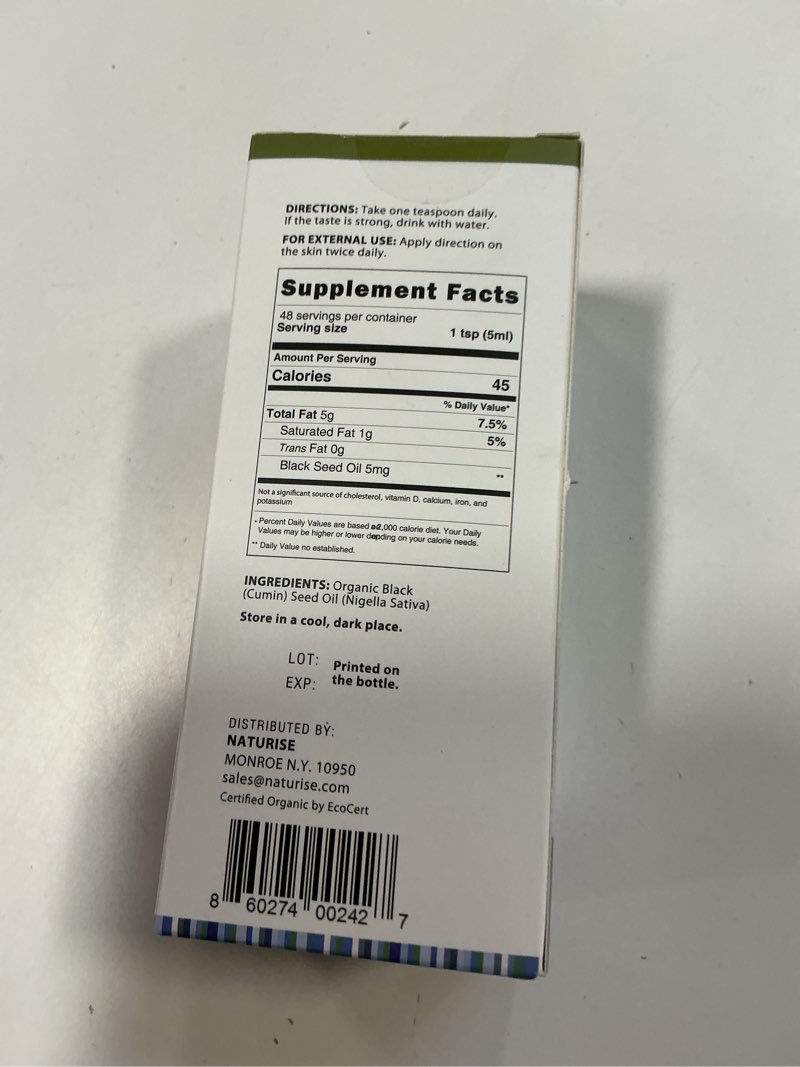 DIRECTIONS: Take one teaspoon daily.
If the taste is strong, drink with water.
FOR EXTERNAL USE: Apply direction on
the skin twice daily.
Supplement Facts
48 servings per container
Serving size 1 tsp (5ml)
Amount Per Serving
Calories 45
% Daily Value*
Total Fat 5g 7.5%
Saturated Fat 1g 5%
Trans Fat 0g
Black Seed Oil 5mg **
Not a significant source of cholesterol, vitamin D, calcium, iron, and
potassium
* Percent Daily Values are based a2,000 calorie diet. Your Daily
Values may be higher or lower depding on your calorie needs.
** Daily Value no established.
INGREDIENTS: Organic Black
(Cumin) Seed Oil (Nigella Sativa)
Store in a cool, dark place.
LOT: Printed on
EXP: the bottle.
DISTRIBUTED BY:
NATURISE
MONROE N.Y. 10950
sales@naturise.com
Certified Organic by EcoCert
8 60274 00242 7